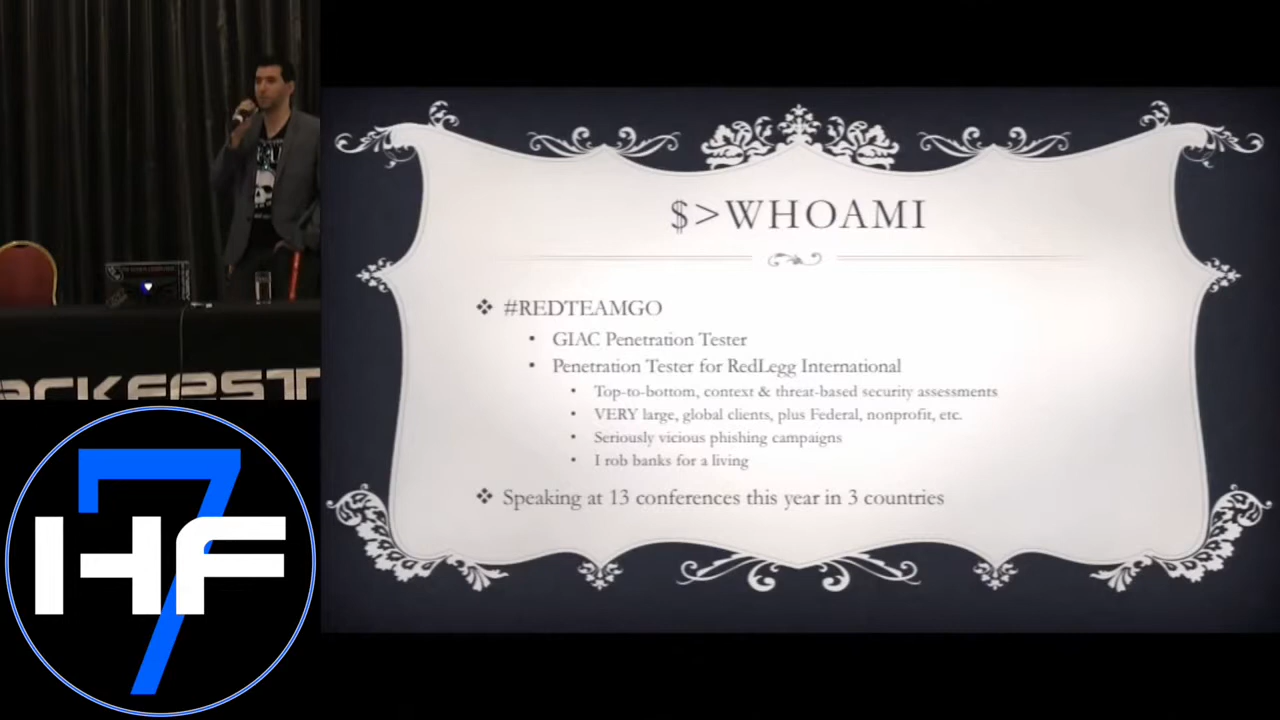 $>WHOAMI
#REDTEAMGO
GIAC Penetration Tester
Penetration Tester for RedLegg International
Top-to-bottom, context & threat-based security assessments
VERY large, global clients, plus Federal, nonprofit, etc.
Seriously vicious phishing campaigns
I rob banks for a living
Speaking at 13 conferences this year in 3 countries
ACKFEST
7
HF